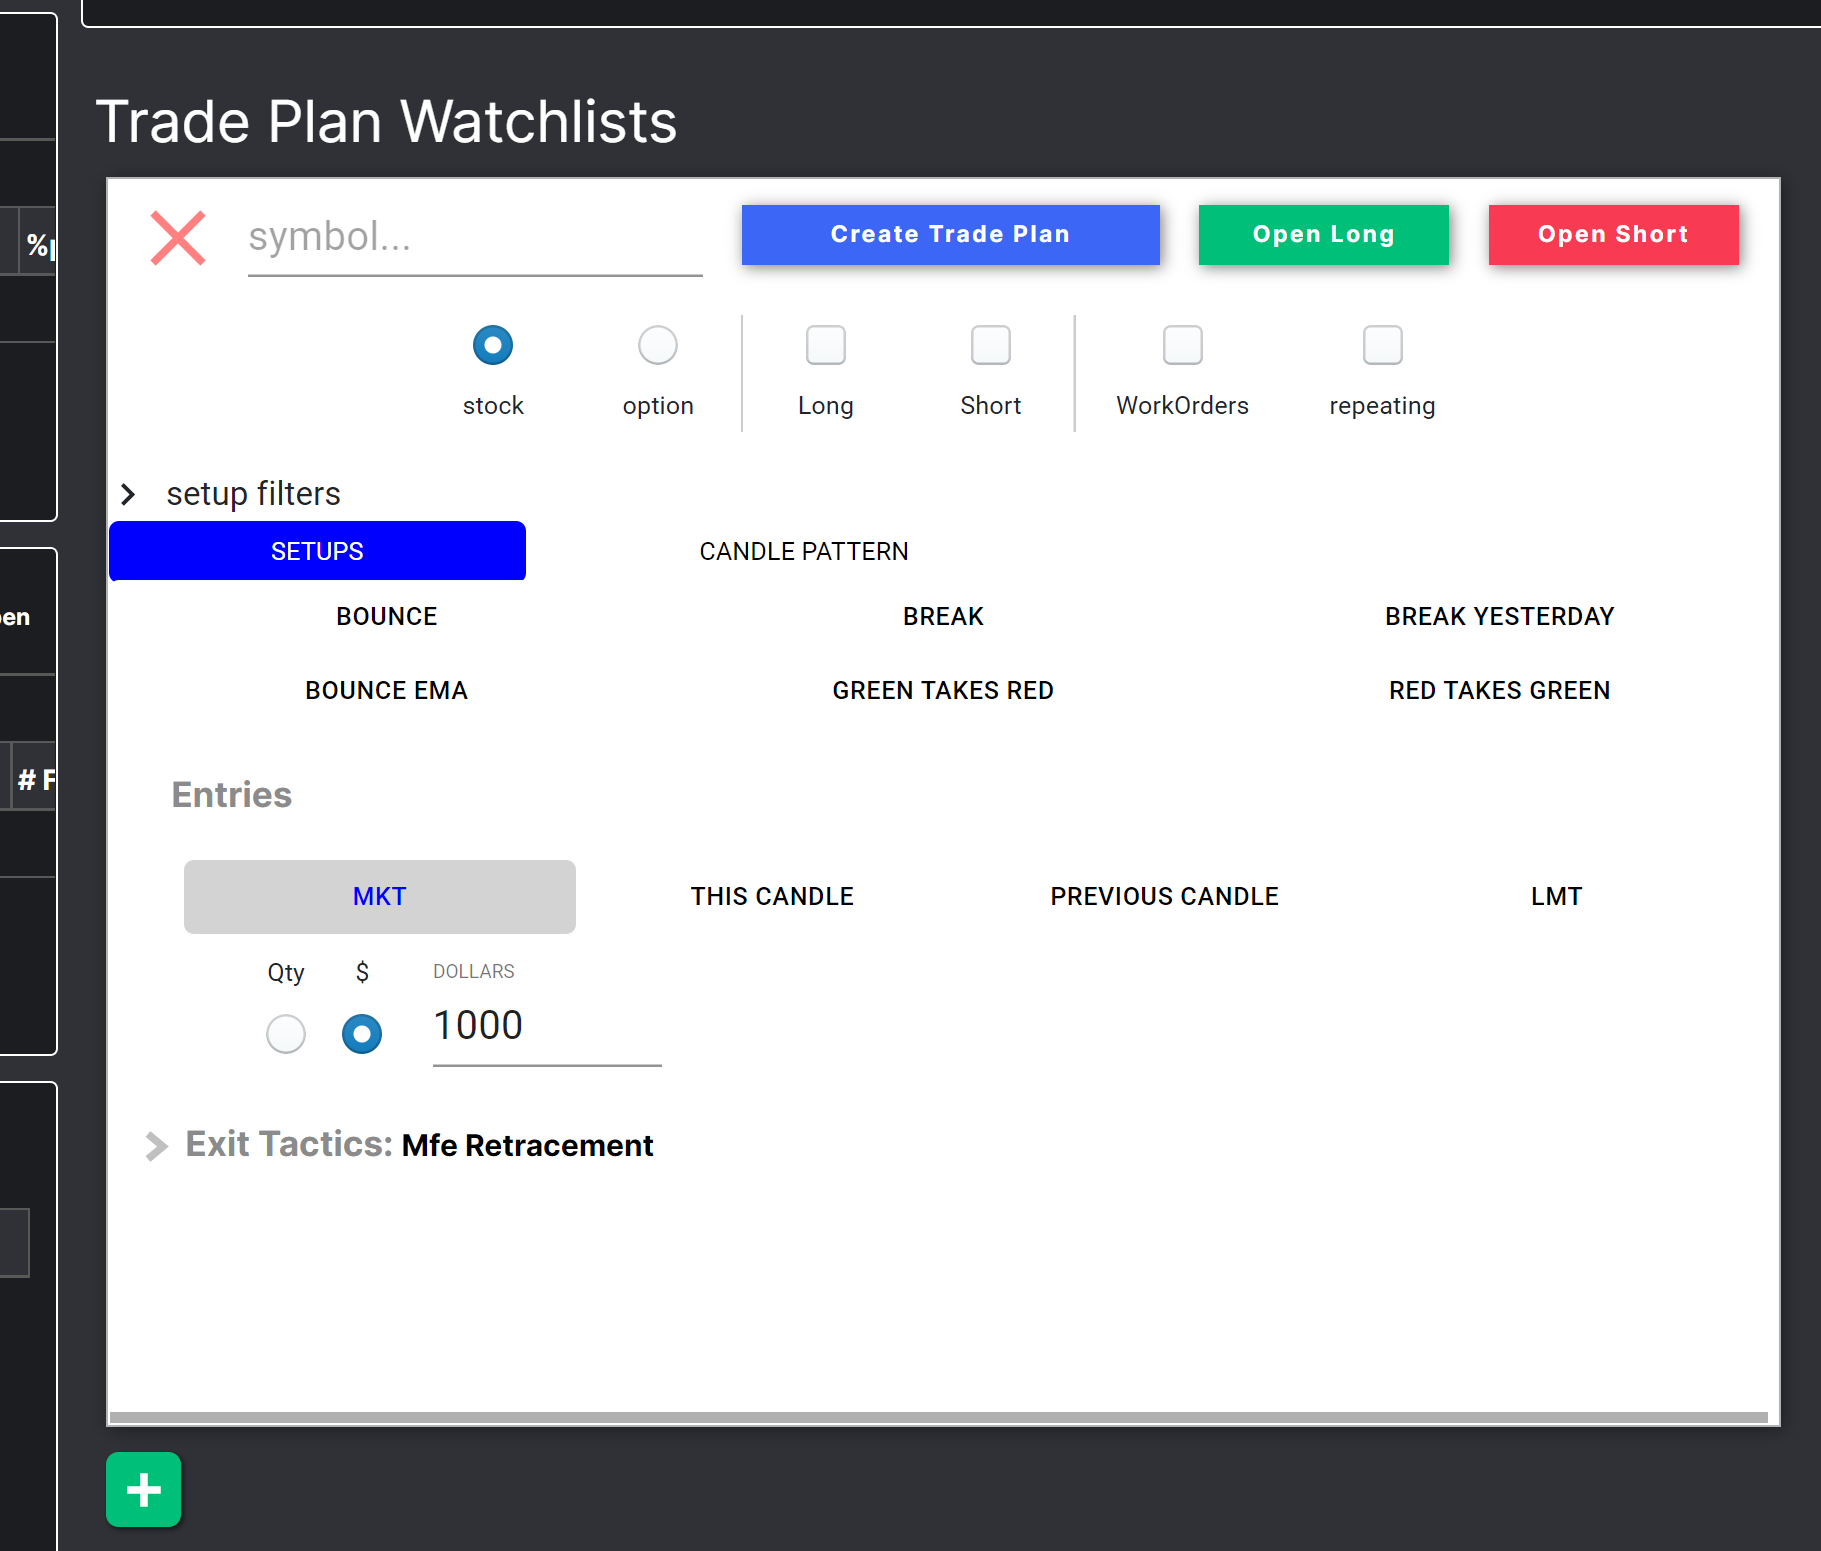 Trade Plan Watchlists
symbol...
Create Trade Plan
Open Long
Open Short
stock
option
Long
Short
WorkOrders
repeating
setup filters
SETUPS
CANDLE PATTERN
BOUNCE
BREAK
BREAK YESTERDAY
BOUNCE EMA
GREEN TAKES RED
RED TAKES GREEN
Entries
MKT
THIS CANDLE
PREVIOUS CANDLE
LMT
Qty
$
DOLLARS
1000
Exit Tactics: Mfe Retracement